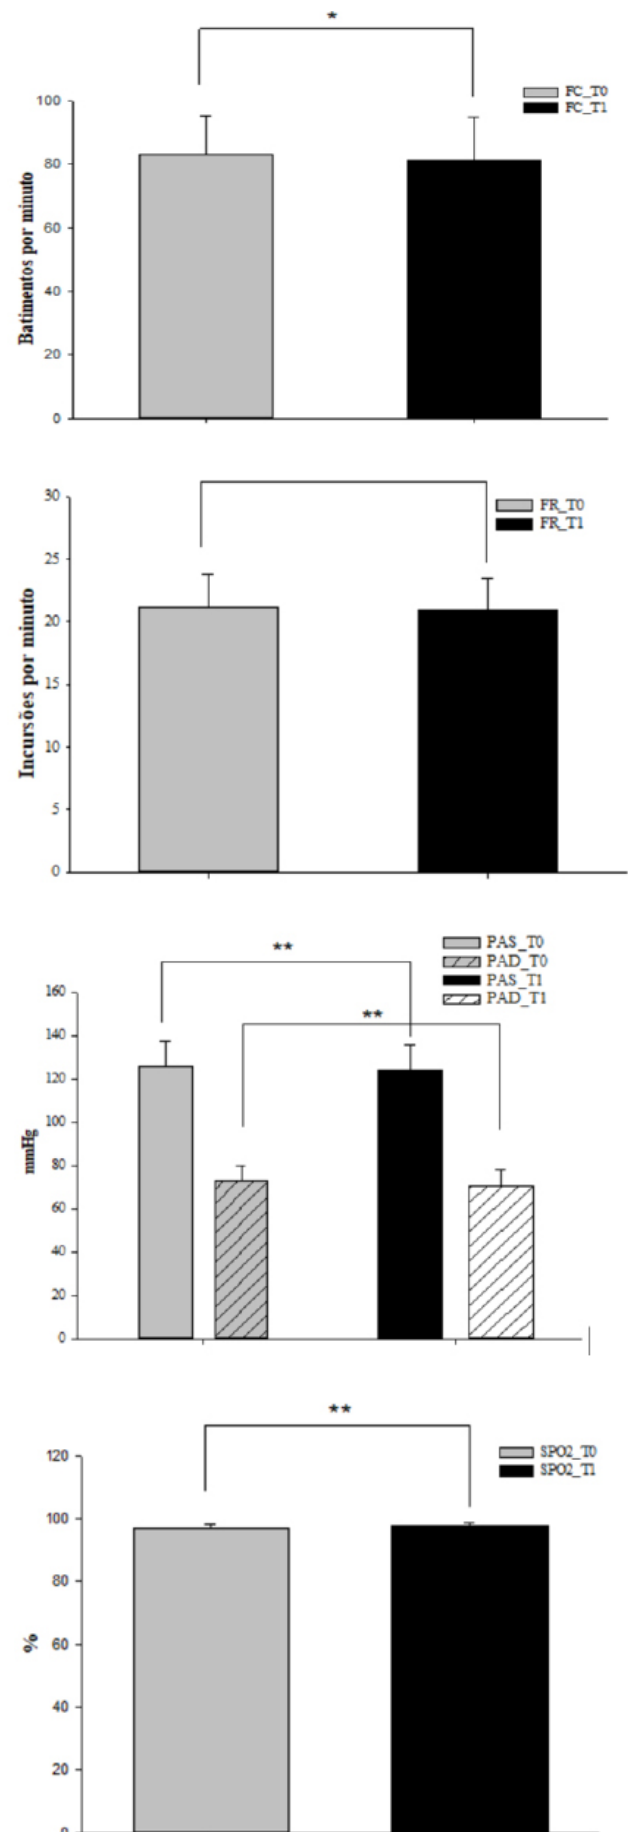 *
FC_T0
FC_T1
100
80
60
40
20
0
Batimentos por minuto
FR_T0
FR_T1
30
25
20
15
10
5
0
Incursões por minuto
**
**
PAS_T0
PAD_T0
PAS_T1
PAD_T1
160
140
120
100
80
60
40
20
0
mmHg
**
SPO2_T0
SPO2_T1
120
100
80
60
40
20
0
%